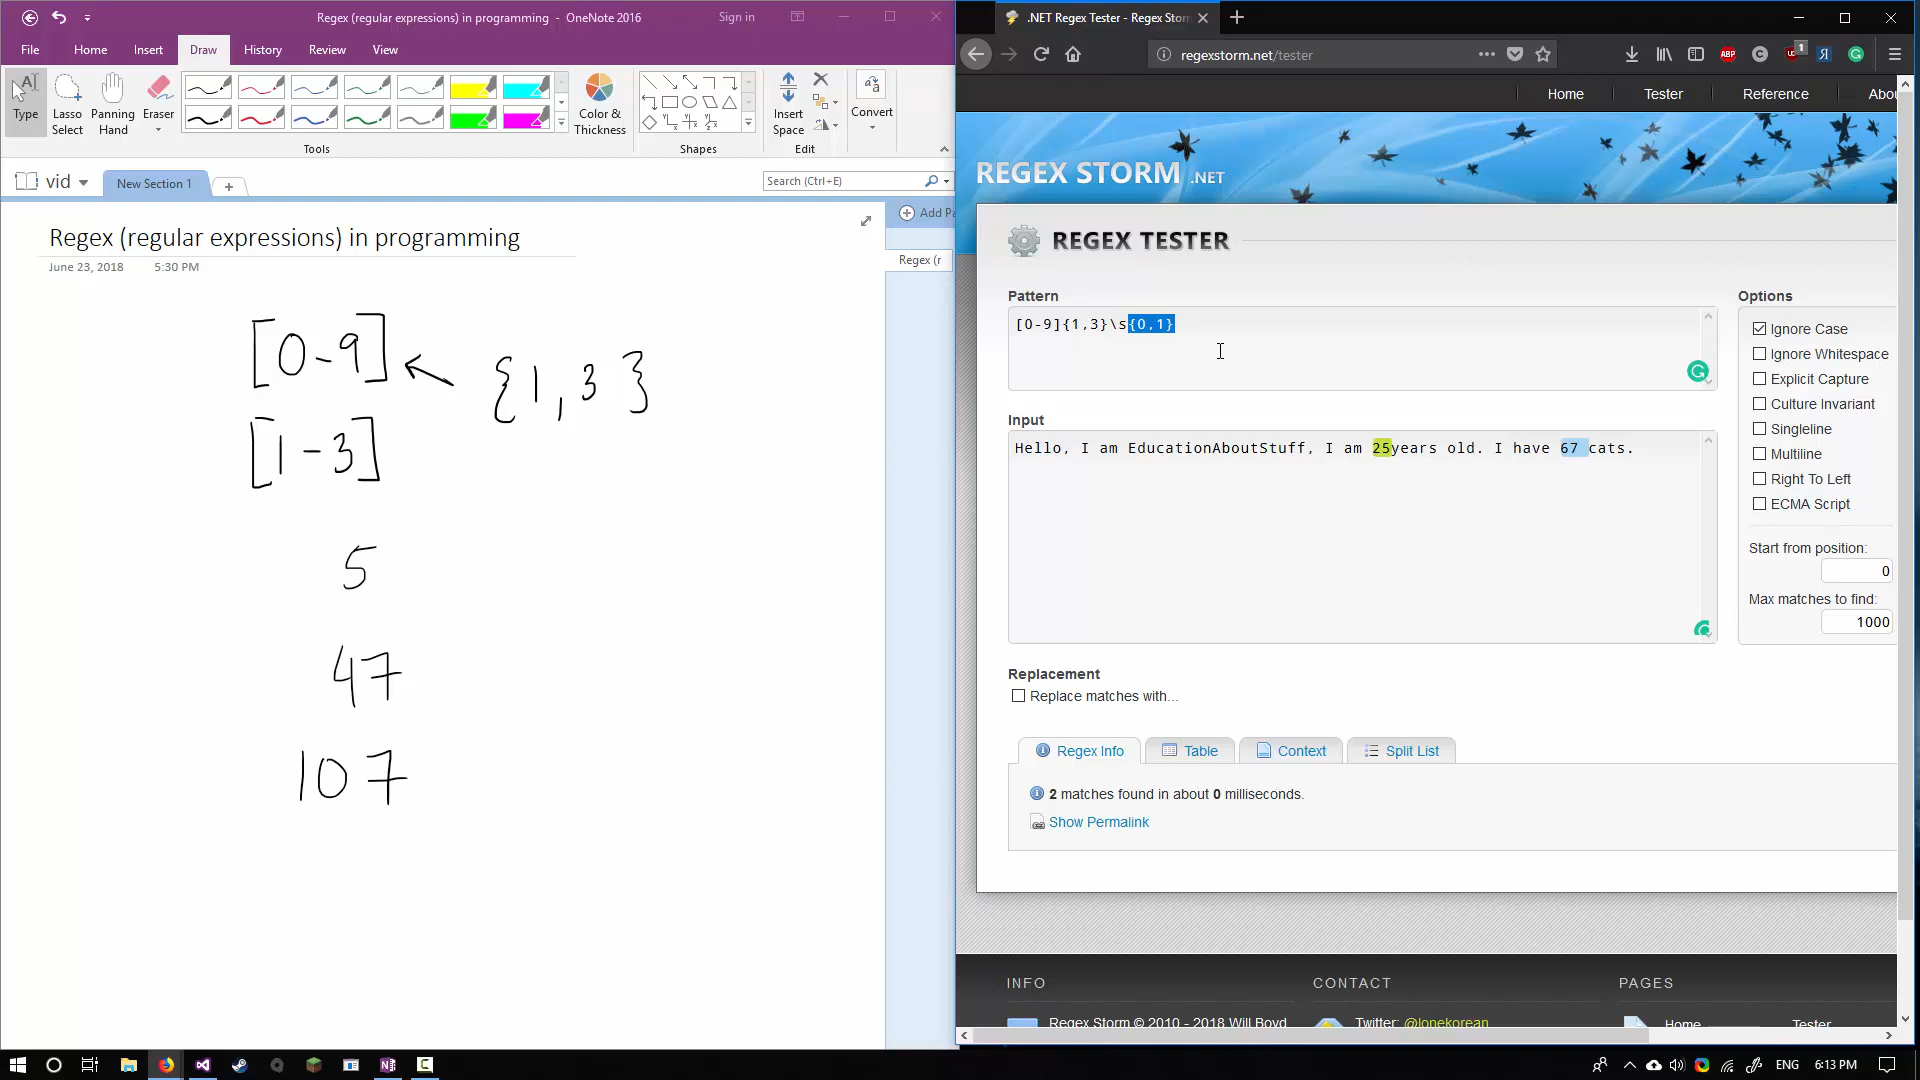 Regex (regular expressions) in programming - OneNote 2016
Sign in
File Home Insert Draw History Review View
Type
Lasso Select
Panning Hand
Eraser
Color & Thickness
Insert Space
Convert
Tools
Shapes
Edit
vid
New Section 1
Search (Ctrl+E)
Add Pa
Regex (r
Regex (regular expressions) in programming
June 23, 2018 5:30 PM
[0-9] ← {1,3}
[1-3]
5
47
107
.NET Regex Tester - Regex Storm
regexstorm.net/tester
ABP
1
Home Tester Reference Abou
REGEX STORM .NET
REGEX TESTER
Pattern
[0-9]{1,3}\s{0,1}
Input
Hello, I am EducationAboutStuff, I am 25years old. I have 67 cats.
Options
Ignore Case
Ignore Whitespace
Explicit Capture
Culture Invariant
Singleline
Multiline
Right To Left
ECMA Script
Start from position:
0
Max matches to find:
1000
Replacement
Replace matches with...
Regex Info Table Context Split List
2 matches found in about 0 milliseconds.
Show Permalink
INFO CONTACT PAGES
Regex Storm © 2010 - 2018 Will Boyd
Twitter: @lonekorean
Home Tester
ENG 6:13 PM